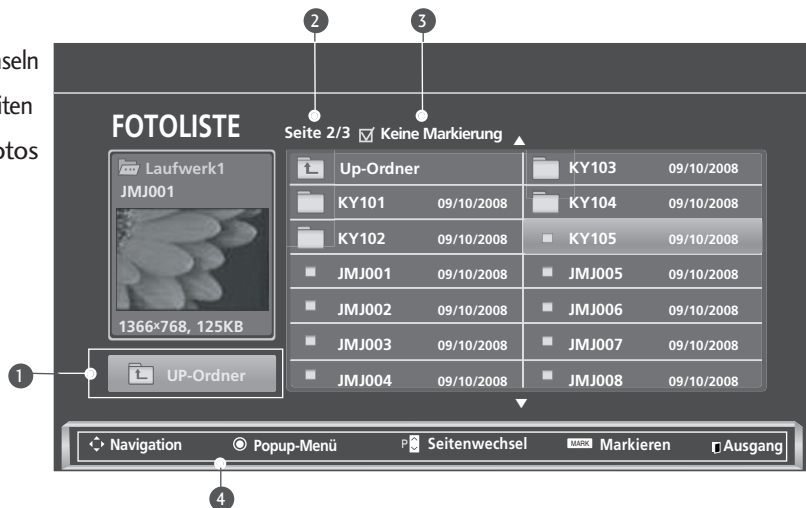 2 3
nseln
iten
otos
FOTOLISTE
Seite 2/3 Keine Markierung
Laufwerk1
JMJ001
1366×768, 125KB
UP-Ordner
Up-Ordner
KY101 09/10/2008
KY102 09/10/2008
JMJ001 09/10/2008
JMJ002 09/10/2008
JMJ003 09/10/2008
JMJ004 09/10/2008
KY103 09/10/2008
KY104 09/10/2008
KY105 09/10/2008
JMJ005 09/10/2008
JMJ006 09/10/2008
JMJ007 09/10/2008
JMJ008 09/10/2008
1
Navigation Popup-Menü P Seitenwechsel MARK Markieren Ausgang
4